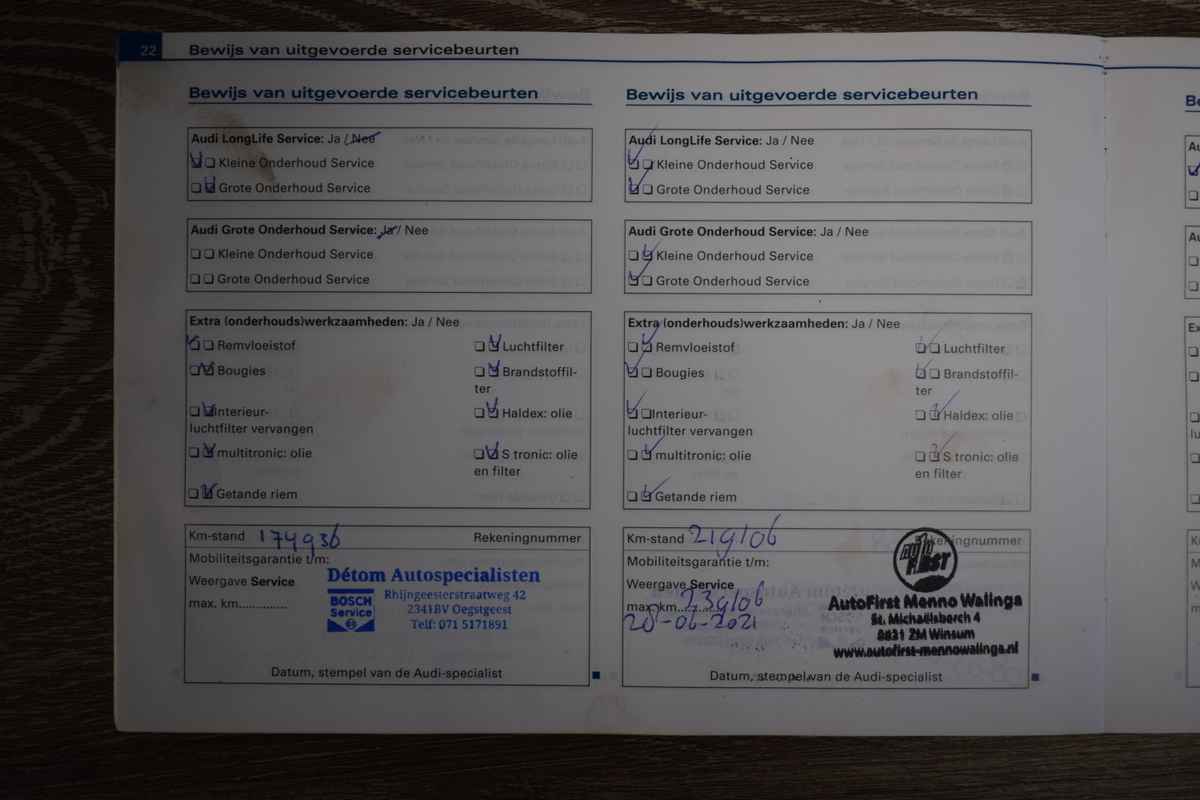 22 Bewijs van uitgevoerde servicebeurten
Bewijs van uitgevoerde servicebeurten
Audi LongLife Service: Ja / Nee
Kleine Onderhoud Service
Grote Onderhoud Service
Audi Grote Onderhoud Service: Ja / Nee
Kleine Onderhoud Service
Grote Onderhoud Service
Extra (onderhouds)werkzaamheden: Ja / Nee
Remvloeistof
Luchtfilter
Bougies
Brandstoffil-
ter
Interieur-
luchtfilter vervangen
Haldex: olie
multitronic: olie
S tronic: olie
en filter
Getande riem
Km-stand 174936
Rekeningnummer
Mobiliteitsgarantie t/m:
Weergave Service
max. km..............
Détom Autospecialisten
BOSCH
Service
Rhijngeesterstraatweg 42
2341BV Oegstgeest
Telf: 071 5171891
Datum, stempel van de Audi-specialist
Bewijs van uitgevoerde servicebeurten
Audi LongLife Service: Ja / Nee
Kleine Onderhoud Service
Grote Onderhoud Service
Audi Grote Onderhoud Service: Ja / Nee
Kleine Onderhoud Service
Grote Onderhoud Service
Extra (onderhouds)werkzaamheden: Ja / Nee
Remvloeistof
Luchtfilter
Bougies
Brandstoffil-
ter
Interieur-
luchtfilter vervangen
Haldex: olie
multitronic: olie
S tronic: olie
en filter
Getande riem
Km-stand 219106
Rekeningnummer
Mobiliteitsgarantie t/m:
Weergave Service
max. km........ 239106
20-06-2021
AUTO
FIRST
AutoFirst Menno Walinga
St. Michaëlsberch 4
8831 ZM Winsum
www.autofirst-mennowalinga.nl
Datum, stempel van de Audi-specialist